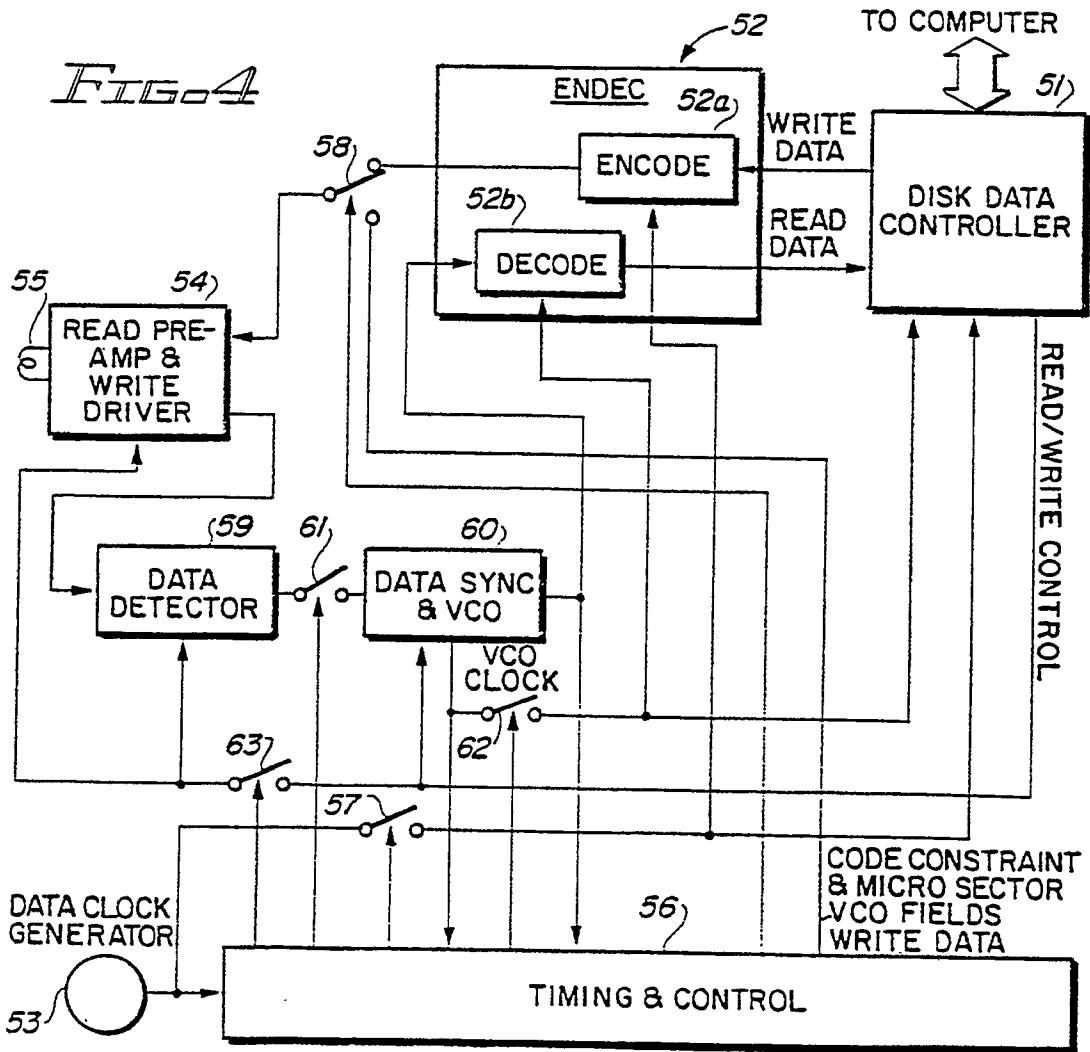 FIG. 4
TO COMPUTER
52
51
ENDEC
52a
ENCODE
WRITE
DATA
DISK DATA
CONTROLLER
58
52b
DECODE
READ
DATA
55
54
READ PRE-
AMP &
WRITE
DRIVER
READ/WRITE CONTROL
59
DATA
DETECTOR
61
60
DATA SYNC
& VCO
VCO
CLOCK
62
63
57
CODE CONSTRAINT
& MICRO SECTOR
VCO FIELDS
WRITE DATA
DATA CLOCK
GENERATOR
53
56
TIMING & CONTROL